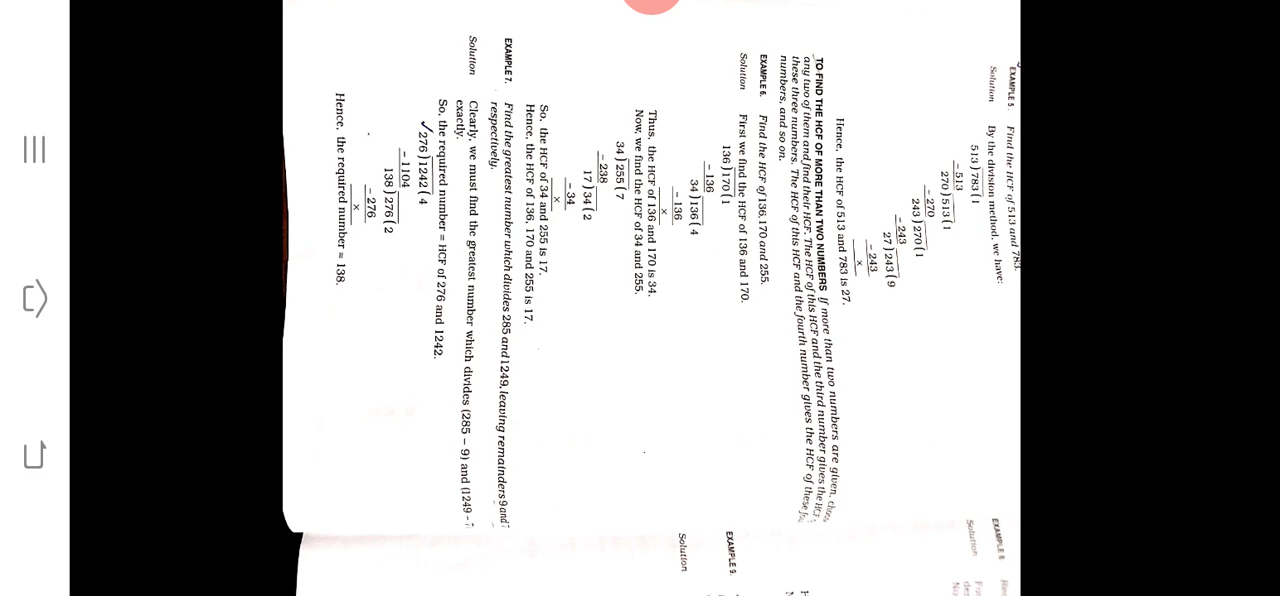 EXAMPLE 5. Find the HCF of 513 and 783.
Solution By the division method, we have:
513 ) 783 ( 1
- 513
270 ) 513 ( 1
- 270
243 ) 270 ( 1
- 243
27 ) 243 ( 9
- 243
×
Hence, the HCF of 513 and 783 is 27.
TO FIND THE HCF OF MORE THAN TWO NUMBERS If more than two numbers are given, 
any two of them and find their HCF. The HCF of this HCF and the third number gives the HCF
these three numbers. The HCF of this HCF and the fourth number gives the HCF of these
numbers, and so on.
EXAMPLE 6. Find the HCF of 136, 170 and 255.
Solution First we find the HCF of 136 and 170.
136 ) 170 ( 1
- 136
34 ) 136 ( 4
- 136
×
Thus, the HCF of 136 and 170 is 34.
Now, we find the HCF of 34 and 255.
34 ) 255 ( 7
- 238
17 ) 34 ( 2
- 34
×
So, the HCF of 34 and 255 is 17.
Hence, the HCF of 136, 170 and 255 is 17.
EXAMPLE 7. Find the greatest number which divides 285 and 1249, leaving remainders 9 and 7
respectively.
Solution Clearly, we must find the greatest number which divides (285 - 9) and (1249 - 7
exactly.
So, the required number = HCF of 276 and 1242.
✓276 ) 1242 ( 4
- 1104
138 ) 276 ( 2
- 276
×
Hence, the required number = 138.
EXAMPLE 8.
Solution
EXAMPLE 9.
Solution